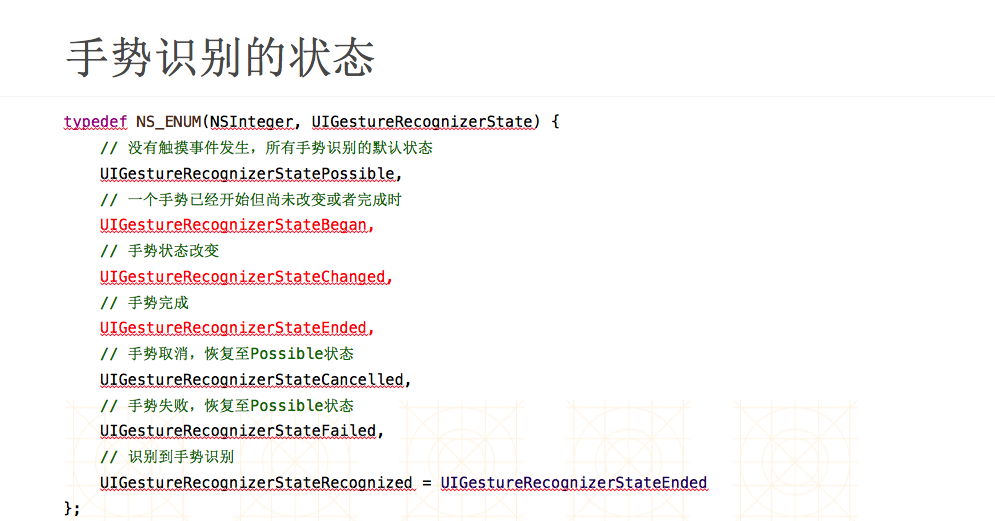 手势识别的状态
typedef NS_ENUM(NSInteger, UIGestureRecognizerState) {
// 没有触摸事件发生，所有手势识别的默认状态
UIGestureRecognizerStatePossible,
// 一个手势已经开始但尚未改变或者完成时
UIGestureRecognizerStateBegan,
// 手势状态改变
UIGestureRecognizerStateChanged,
// 手势完成
UIGestureRecognizerStateEnded,
// 手势取消，恢复至Possible状态
UIGestureRecognizerStateCancelled,
// 手势失败，恢复至Possible状态
UIGestureRecognizerStateFailed,
// 识别到手势识别
UIGestureRecognizerStateRecognized = UIGestureRecognizerStateEnded
};